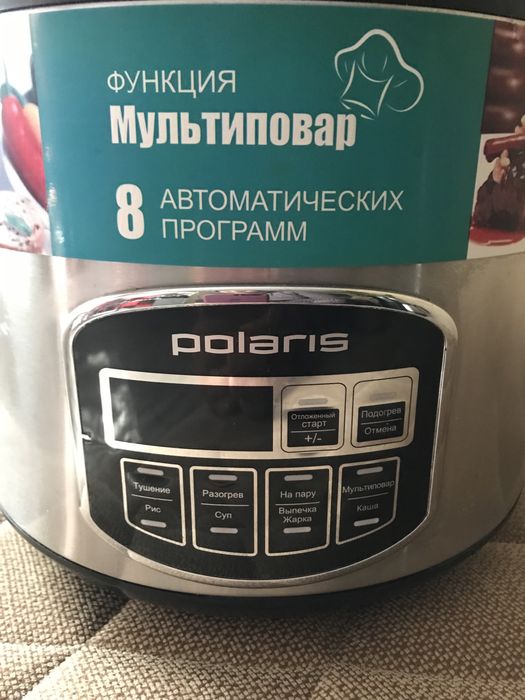 ФУНКЦИЯ
Мультиповар
8 АВТОМАТИЧЕСКИХ
ПРОГРАММ
polaris
Отложенный
старт
+/-
Подогрев
Отмена
Тушение
Рис
Разогрев
Суп
На пару
Выпечка
Жарка
Мультиповар
Каша